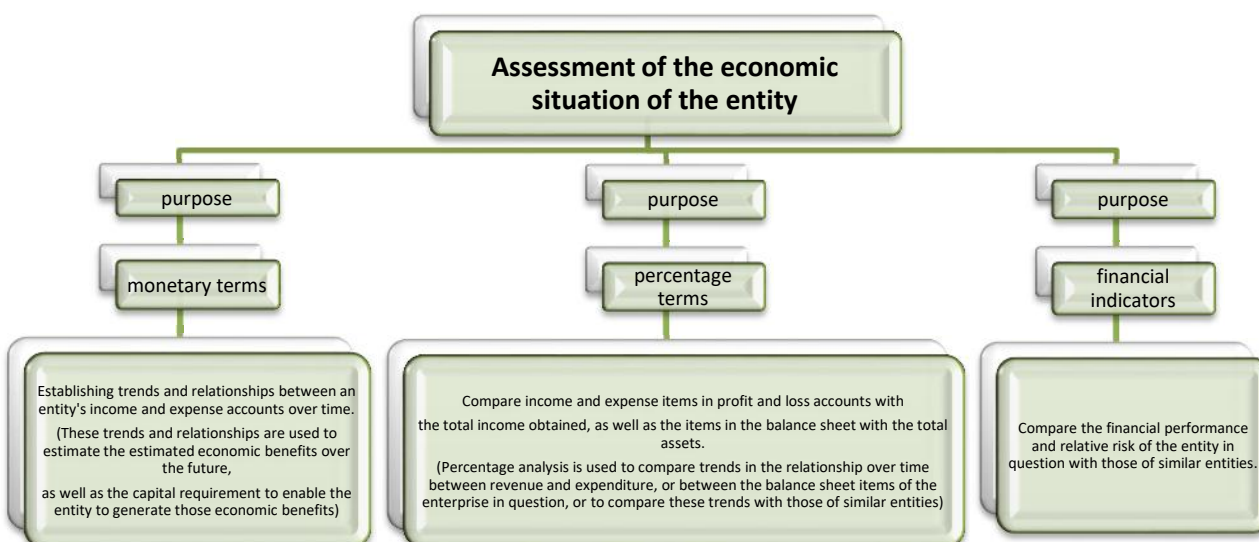 Assessment of the economic
situation of the entity
purpose
purpose
purpose
monetary terms
percentage
terms
financial
indicators
Establishing trends and relationships between an
entity's income and expense accounts over time.
(These trends and relationships are used to
estimate the estimated economic benefits over
the future,
as well as the capital requirement to enable the
entity to generate those economic benefits)
Compare income and expense items in profit and loss accounts with
the total income obtained, as well as the items in the balance sheet with the total
assets.
(Percentage analysis is used to compare trends in the relationship over time
between revenue and expenditure, or between the balance sheet items of the
enterprise in question, or to compare these trends with those of similar entities)
Compare the financial performance
and relative risk of the entity in
question with those of similar entities.